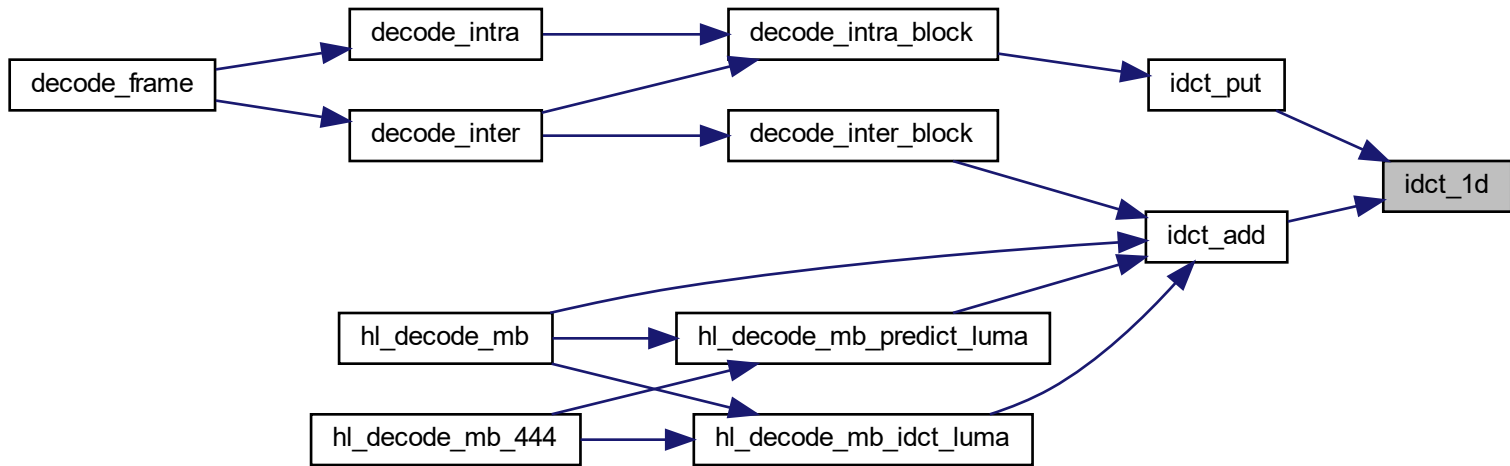 decode_intra
decode_intra_block
decode_frame
idct_put
decode_inter
decode_inter_block
idct_1d
idct_add
hl_decode_mb
hl_decode_mb_predict_luma
hl_decode_mb_444
hl_decode_mb_idct_luma